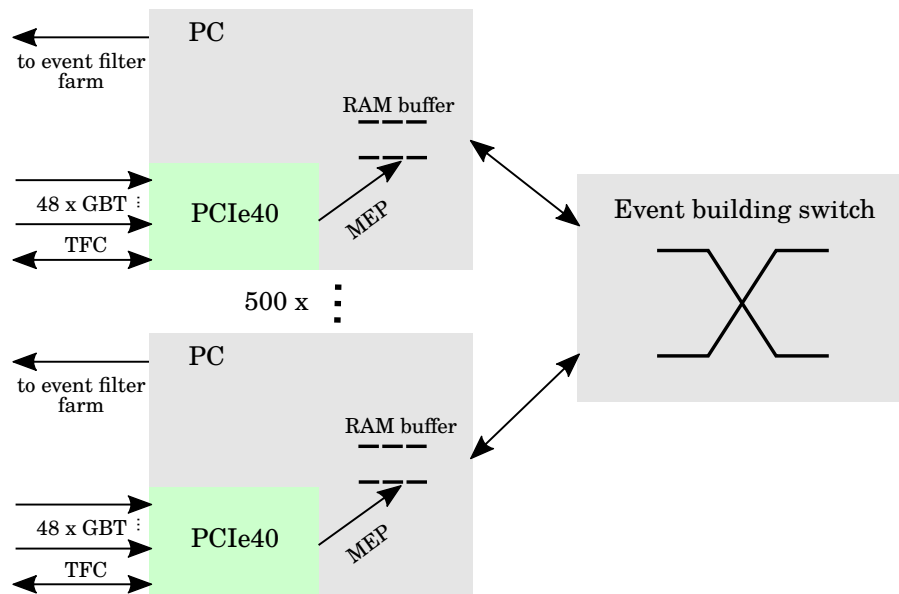 PC
to event filter
farm
RAM buffer
48 x GBT
PCIe40
MEP
TFC
Event building switch
500 x
PC
to event filter
farm
RAM buffer
48 x GBT
PCIe40
MEP
TFC